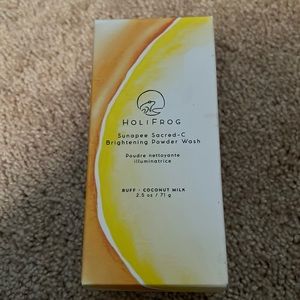 HOLIFROG
Sunapee Sacred-C
Brightening Powder Wash
Poudre nettoyante
illuminatrice
BUFF · COCONUT MILK
2.5 oz / 71 g